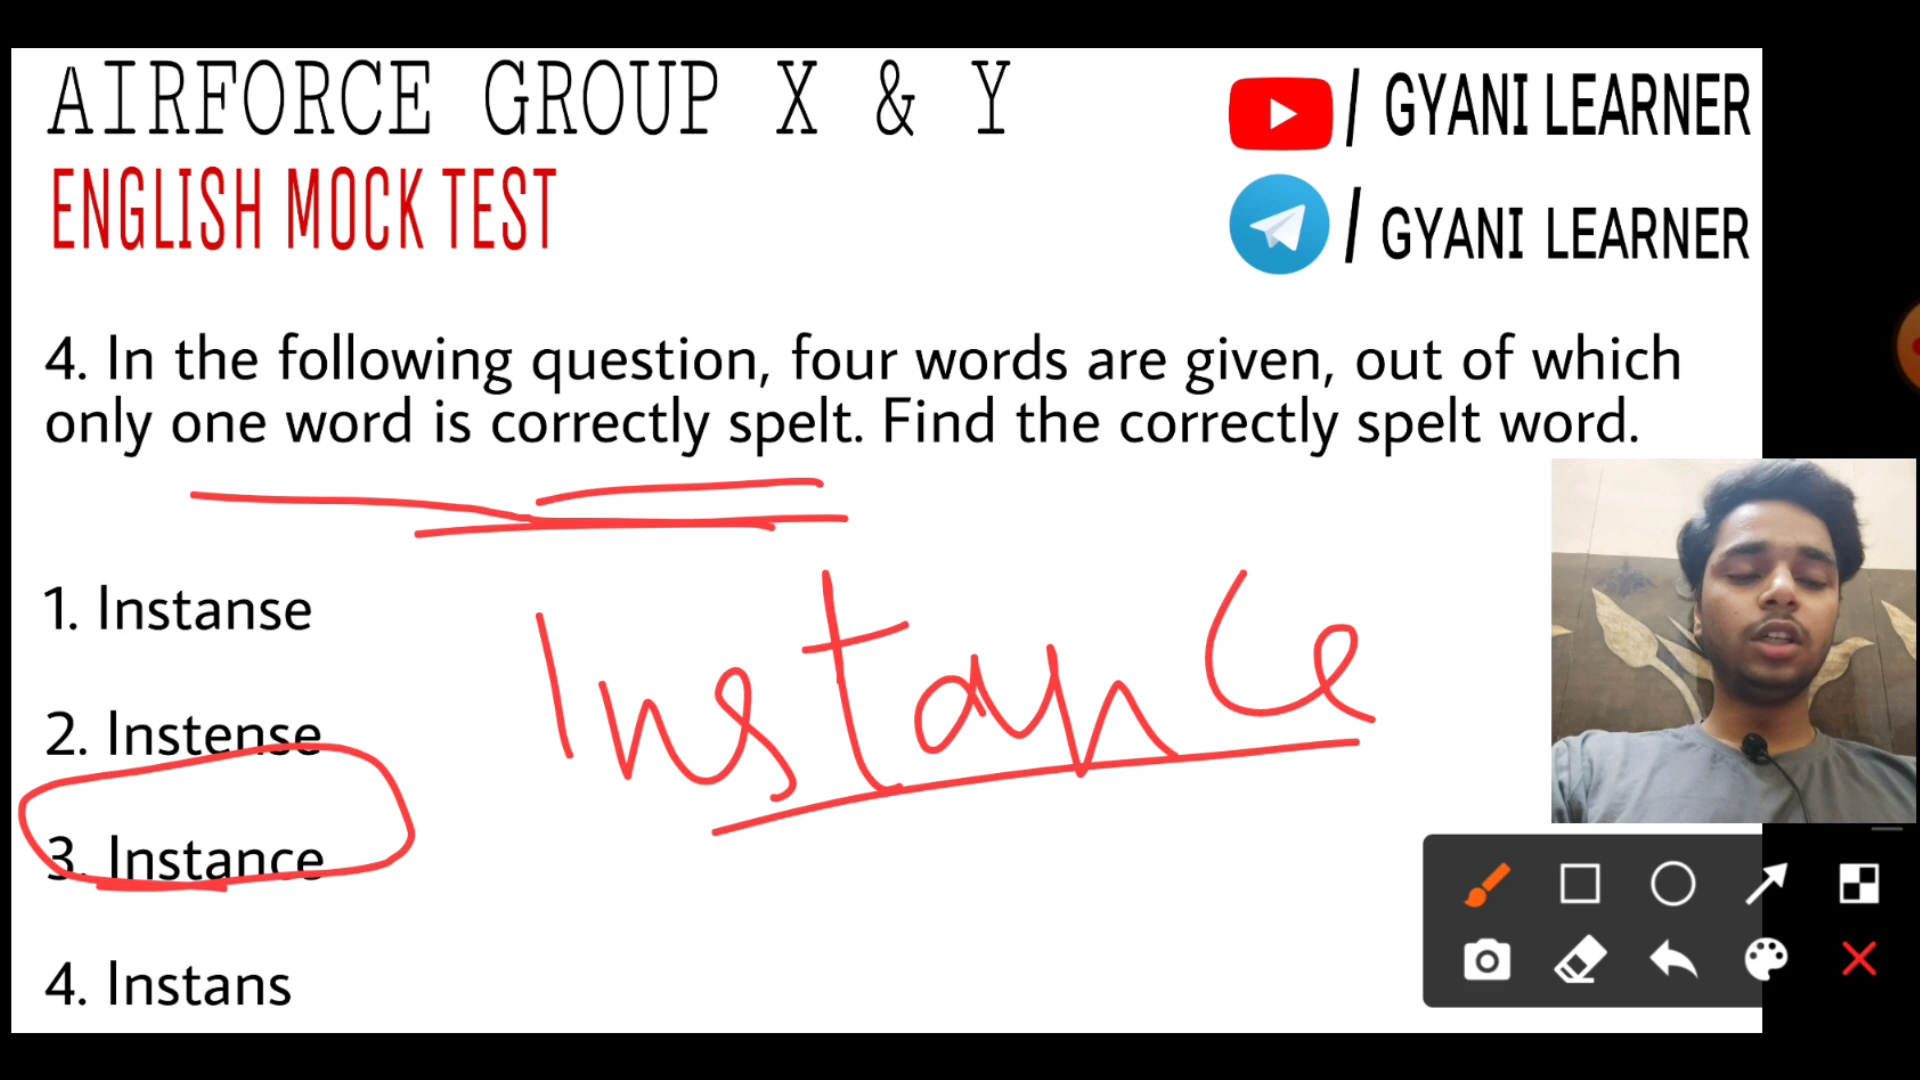 AIRFORCE GROUP X & Y
ENGLISH MOCK TEST
/ GYANI LEARNER
/ GYANI LEARNER
4. In the following question, four words are given, out of which
only one word is correctly spelt. Find the correctly spelt word.
1. Instanse
2. Instense
3. Instance
4. Instans
Instance